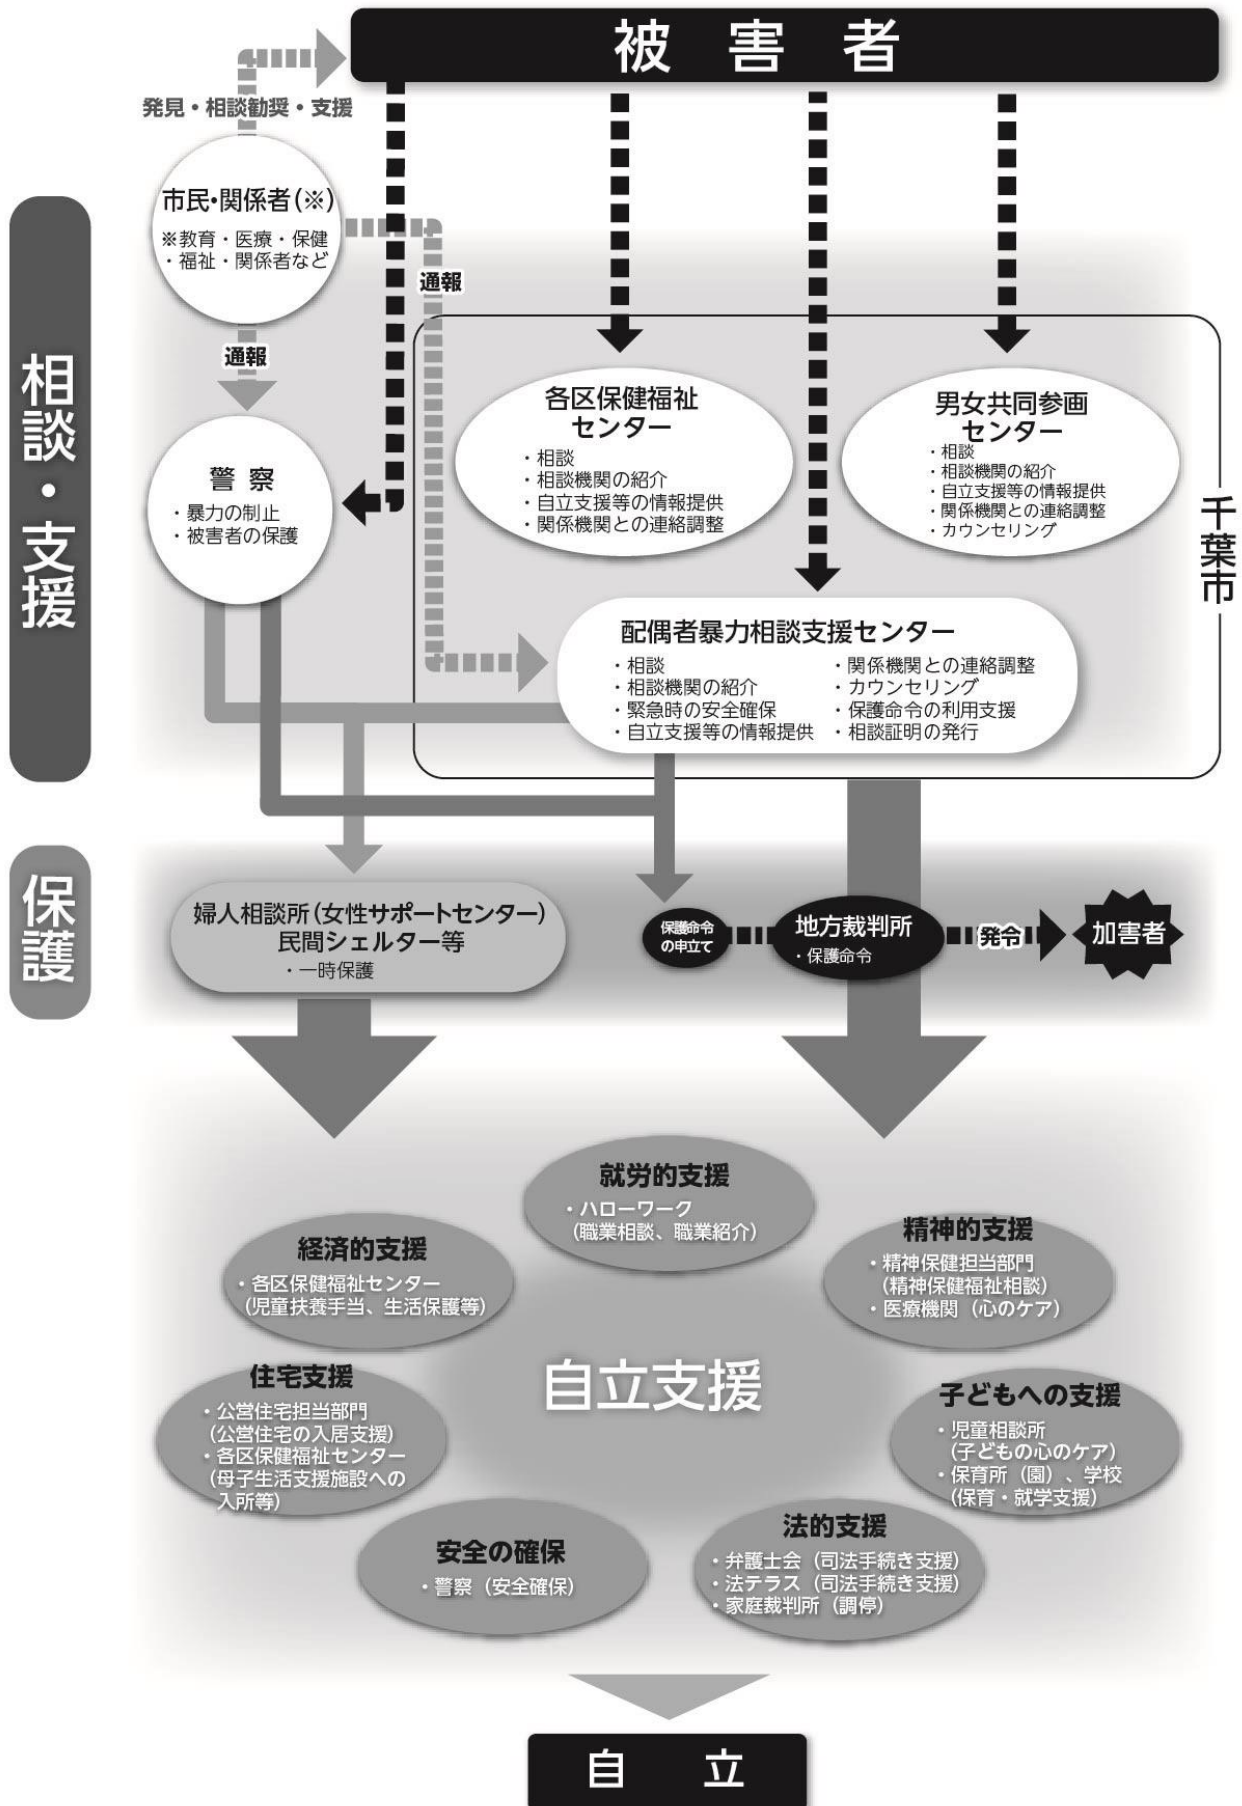 被害者
発見・相談勧奨・支援
市民・関係者(※)
※教育・医療・保健
・福祉・関係者など
通報
通報
相談・支援
警察
・暴力の制止
・被害者の保護
各区保健福祉
センター
・相談
・相談機関の紹介
・自立支援等の情報提供
・関係機関との連絡調整
男女共同参画
センター
・相談
・相談機関の紹介
・自立支援等の情報提供
・関係機関との連絡調整
・カウンセリング
千葉市
配偶者暴力相談支援センター
・相談
・相談機関の紹介
・緊急時の安全確保
・自立支援等の情報提供
・関係機関との連絡調整
・カウンセリング
・保護命令の利用支援
・相談証明の発行
保護
婦人相談所(女性サポートセンター)
民間シェルター等
・一時保護
保護命令
の申立て
地方裁判所
・保護命令
発令
加害者
就労的支援
・ハローワーク
(職業相談、職業紹介)
経済的支援
・各区保健福祉センター
(児童扶養手当、生活保護等)
精神的支援
・精神保健担当部門
(精神保健福祉相談)
・医療機関(心のケア)
自立支援
住宅支援
・公営住宅担当部門
(公営住宅の入居支援)
・各区保健福祉センター
(母子生活支援施設への
入所等)
子どもへの支援
・児童相談所
(子どもの心のケア)
・保育所(園)、学校
(保育・就学支援)
安全の確保
・警察(安全確保)
法的支援
・弁護士会(司法手続き支援)
・法テラス(司法手続き支援)
・家庭裁判所(調停)
自立